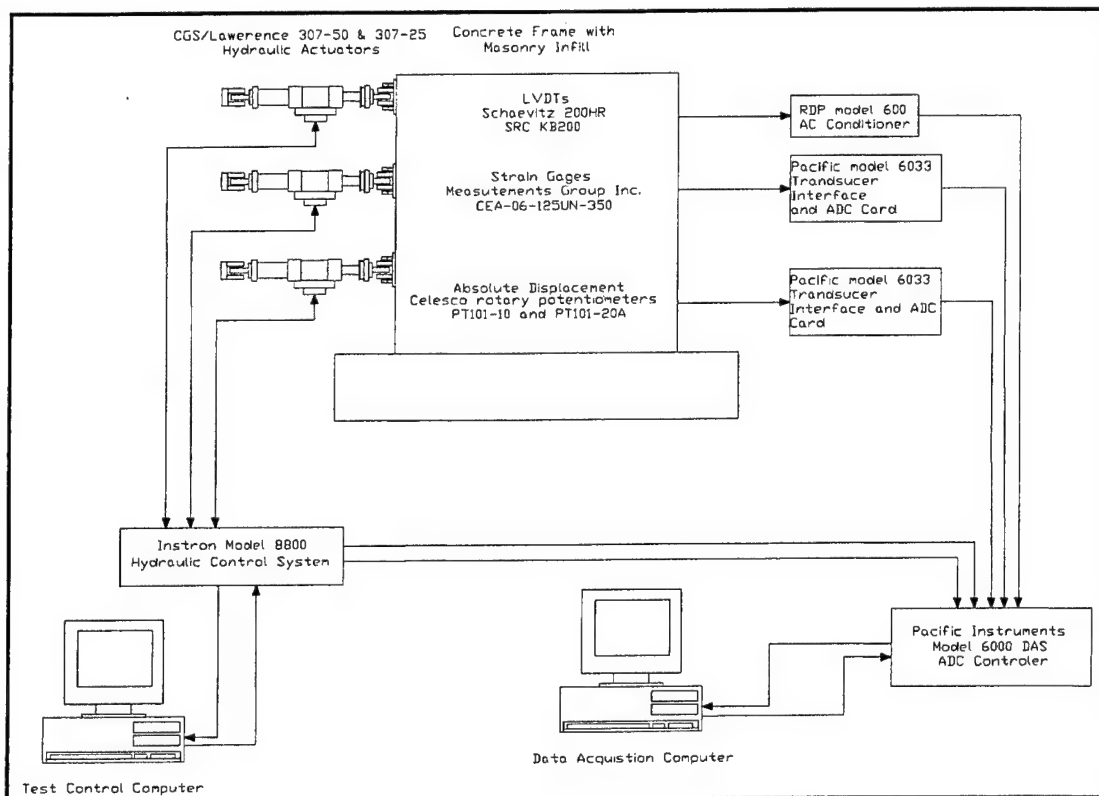 CGS/Lawerence 307-50 & 307-25
Hydraulic Actuators
Concrete Frame with
Masonry Infill
LVDTs
Schaevitz 200HR
SRC KB200
RDP model 600
AC Conditioner
Strain Gages
Measutements Group Inc.
CEA-06-125UN-350
Pacific model 6033
Trandsucer
Interface
and ADC Card
Absolute Displacement
Celesco rotary potentiometers
PT101-10 and PT101-20A
Pacific model 6033
Trandsucer
Interface and ADC
Card
Instron Model 8800
Hydraulic Control System
Pacific Instruments
Model 6000 DAS
ADC Controler
Data Acquistion Computer
Test Control Computer